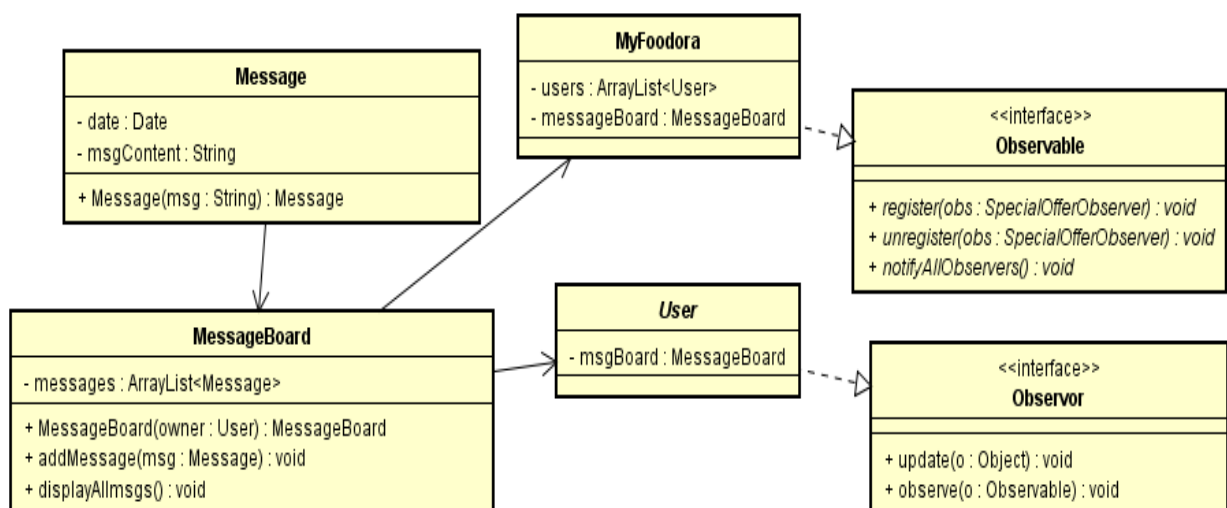 Message
- date : Date
- msgContent : String
+ Message(msg : String) : Message
MyFoodora
- users : ArrayList<User>
- messageBoard : MessageBoard
<<interface>>
Observable
+ register(obs : SpecialOfferObserver) : void
+ unregister(obs : SpecialOfferObserver) : void
+ notifyAllObservers() : void
MessageBoard
- messages : ArrayList<Message>
+ MessageBoard(owner : User) : MessageBoard
+ addMessage(msg : Message) : void
+ displayAllmsgs() : void
User
- msgBoard : MessageBoard
<<interface>>
Observor
+ update(o : Object) : void
+ observe(o : Observable) : void